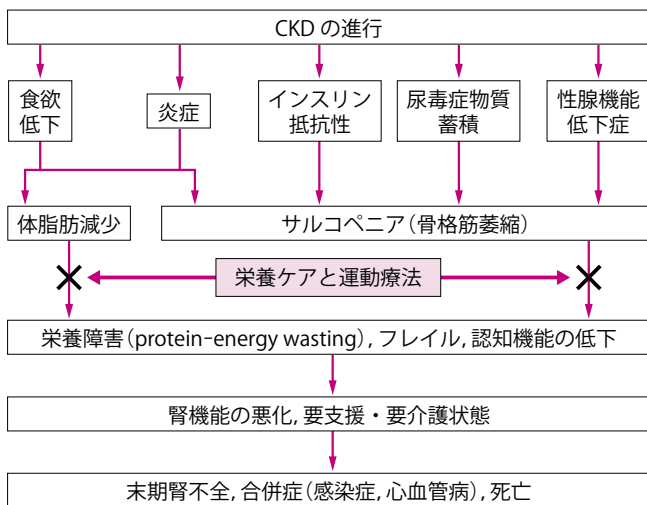 CKD の進行
食欲
低下
炎症
インスリン
抵抗性
尿毒症物質
蓄積
性腺機能
低下症
体脂肪減少
サルコペニア(骨格筋萎縮)
栄養ケアと運動療法
栄養障害(protein-energy wasting), フレイル, 認知機能の低下
腎機能の悪化, 要支援・要介護状態
末期腎不全, 合併症(感染症, 心血管病), 死亡